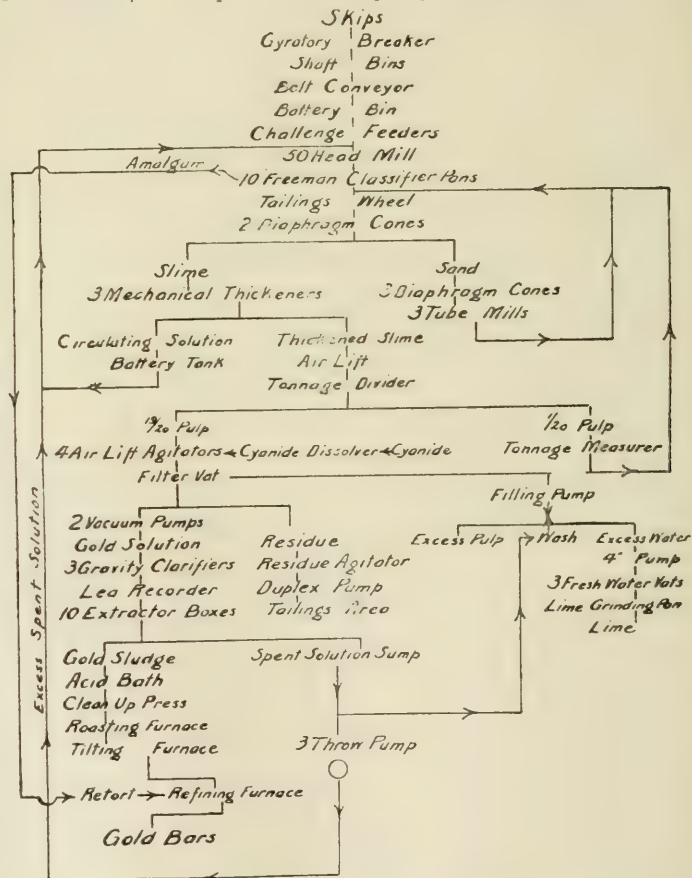 Skips
Gyratory Breaker
Shaft Bins
Belt Conveyor
Battery Bin
Challenge Feeders
50 Head Mill
Amalgam
10 Freeman Classifier Pans
Tailings Wheel
2 Diaphragm Cones
Slime
3 Mechanical Thickeners
Sand
3 Diaphragm Cones
3 Tube Mills
Circulating Solution
Battery Tank
Thickened Slime
Air Lift
Tonnage Divider
19/20 Pulp
4 Air Lift Agitators Cyanide Dissolver Cyanide
Filter Vat
1/20 Pulp
Tonnage Measurer
Filling Pump
2 Vacuum Pumps
Gold Solution
3 Gravity Clarifiers
Lea Recorder
10 Extractor Boxes
Residue
Residue Agitator
Duplex Pump
Tailings Area
Excess Pulp
Wash
Excess Water
4" Pump
3 Fresh Water Vats
Lime Grinding Pan
Lime
Excess Spent Solution
Gold Sludge
Acid Bath
Clean Up Press
Roasting Furnace
Tilting Furnace
Spent Solution Sump
3 Throw Pump
Retort Refining Furnace
Gold Bars